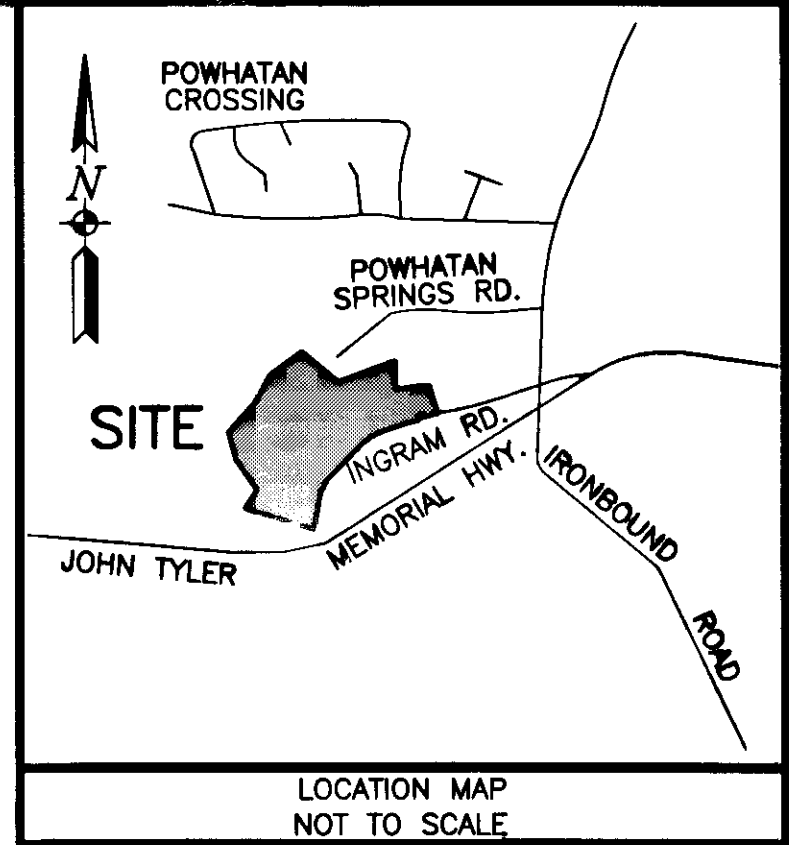 POWHATAN
CROSSING
N
POWHATAN
SPRINGS RD.
SITE
INGRAM RD.
MEMORIAL HWY.
IRONBOUND
JOHN TYLER
ROAD
LOCATION MAP
NOT TO SCALE